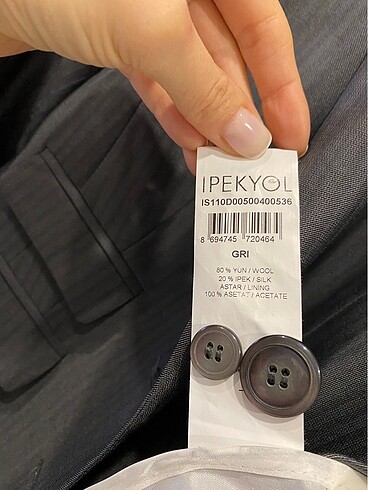 IPEKYOL
IS110D00500400536
8 694745 720464
GRI
80 % YUN / WOOL
20 % IPEK / SILK
ASTAR / LINING
100 % ASETAT / ACETATE